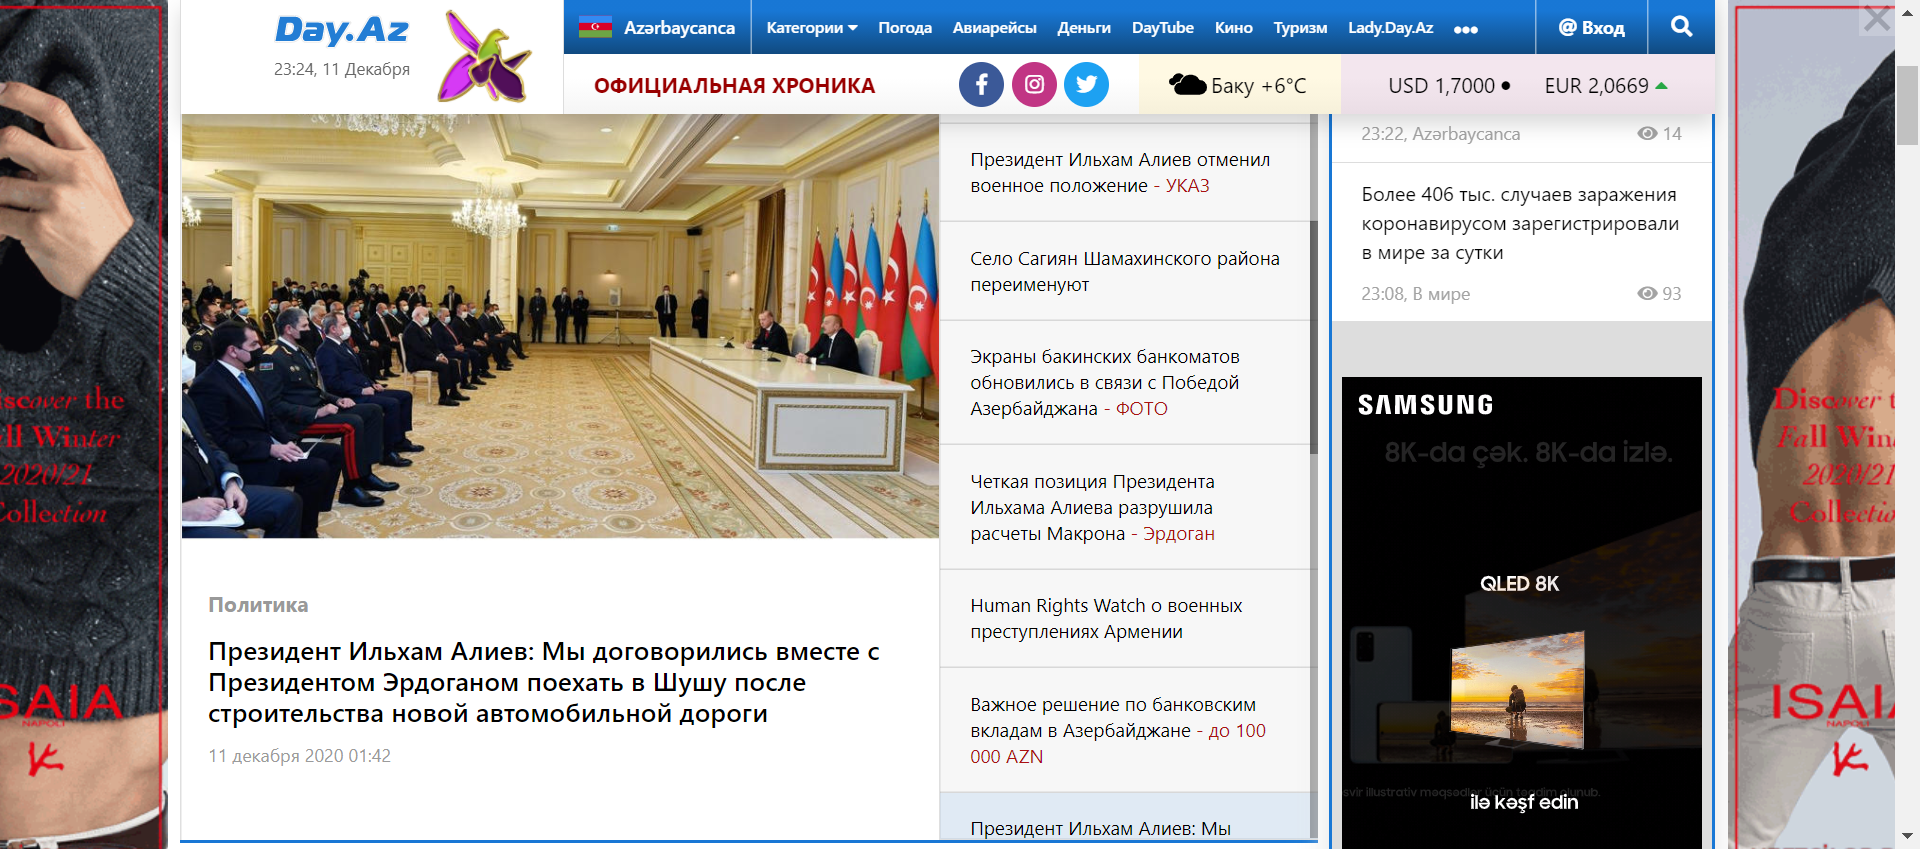 Day.Az
23:24, 11 Декабря
Azərbaycanca
Категории
Погода
Авиарейсы
Деньги
DayTube
Кино
Туризм
Lady.Day.Az
@ Вход
ОФИЦИАЛЬНАЯ ХРОНИКА
Баку +6°C
USD 1,7000
EUR 2,0669
Политика
Президент Ильхам Алиев: Мы договорились вместе с
Президентом Эрдоганом поехать в Шушу после
строительства новой автомобильной дороги
11 декабря 2020 01:42
Президент Ильхам Алиев отменил
военное положение - УКАЗ
Село Сагиян Шамахинского района
переименуют
Экраны бакинских банкоматов
обновились в связи с Победой
Азербайджана - ФОТО
Четкая позиция Президента
Ильхама Алиева разрушила
расчеты Макрона - Эрдоган
Human Rights Watch о военных
преступлениях Армении
Важное решение по банковским
вкладам в Азербайджане - до 100
000 AZN
Президент Ильхам Алиев: Мы
23:22, Azərbaycanca
14
Более 406 тыс. случаев заражения
коронавирусом зарегистрировали
в мире за сутки
23:08, В мире
93
SAMSUNG
8K-da çək. 8K-da izlə.
QLED 8K
illustrativ məqsədlər üçün təqdim olunub.
ilə kəşf edin
iscover the
all Winter
2020/21
Collection
SAIA
NAPOLI
Discover t
Fall Win
2020/21
Collectio
ISAIA
NAPOLI